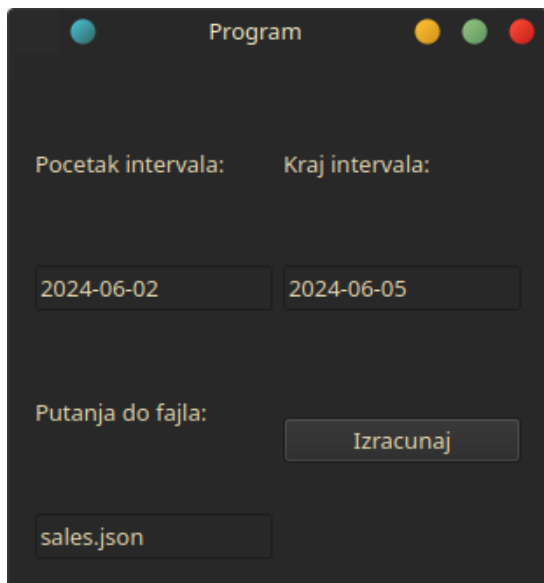 Program
Pocetak intervala: Kraj intervala:
2024-06-02 2024-06-05
Putanja do fajla:
Izracunaj
sales.json